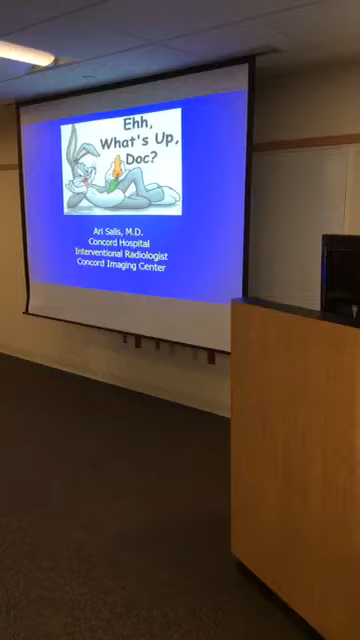 Ehh,
What's Up,
Doc?
Ari Salis, M.D.
Concord Hospital
Interventional Radiologist
Concord Imaging Center